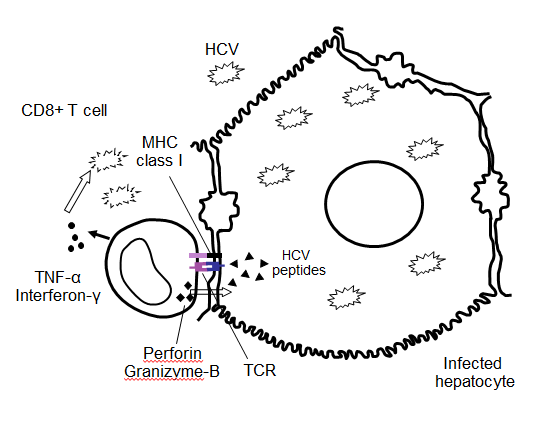 HCV
CD8+ T cell
MHC
class I
HCV
peptides
TNF-α
Interferon-γ
Perforin
Granizyme-B
TCR
Infected
hepatocyte